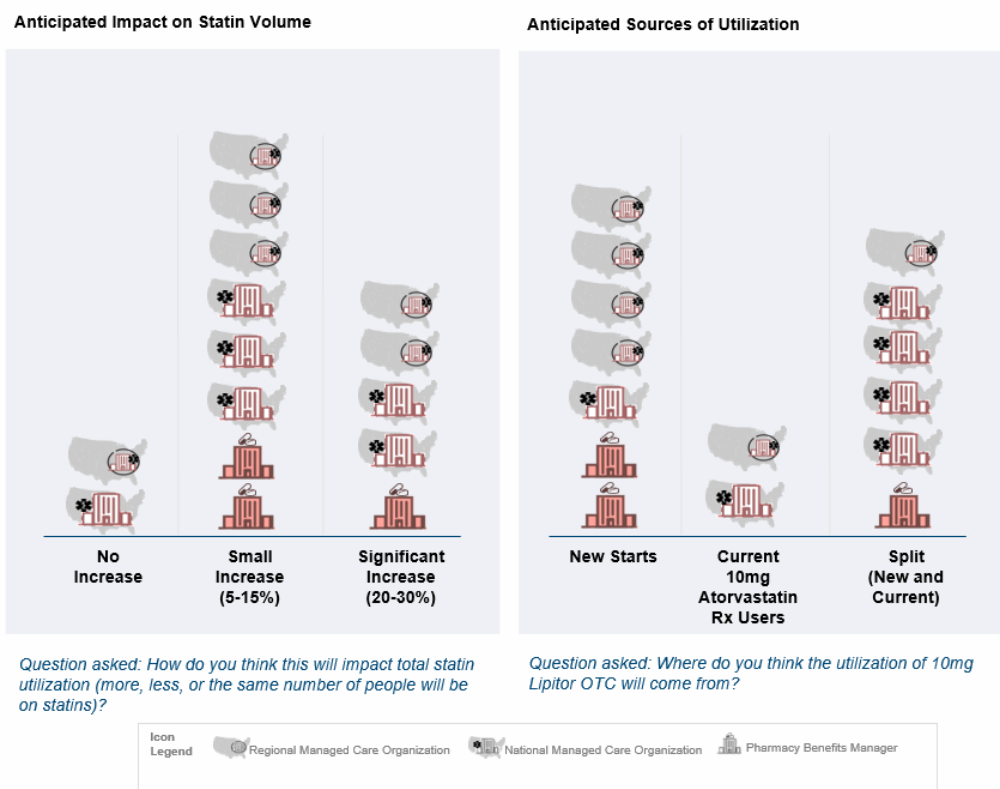 Anticipated Impact on Statin Volume
No
Increase
Small
Increase
(5-15%)
Significant
Increase
(20-30%)
Question asked: How do you think this will impact total statin
utilization (more, less, or the same number of people will be
on statins)?
Anticipated Sources of Utilization
New Starts
Current
10mg
Atorvastatin
Rx Users
Split
(New and
Current)
Question asked: Where do you think the utilization of 10mg
Lipitor OTC will come from?
Icon
Legend
Regional Managed Care Organization
National Managed Care Organization
Pharmacy Benefits Manager